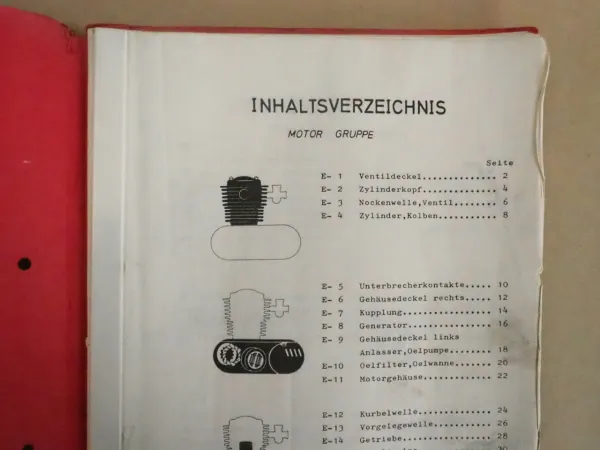 INHALTSVERZEICHNIS
MOTOR GRUPPE
Seite
E- 1 Ventildeckel.............. 2
E- 2 Zylinderkopf.............. 4
E- 3 Nockenwelle,Ventil........ 6
E- 4 Zylinder,Kolben........... 8
E- 5 Unterbrecherkontakte..... 10
E- 6 Gehäusedeckel rechts..... 12
E- 7 Kupplung................. 14
E- 8 Generator................ 16
E- 9 Gehäusedeckel links
Anlasser,Oelpumpe........ 18
E-10 Oelfilter,Oelwanne....... 20
E-11 Motorgehäuse............. 22
E-12 Kurbelwelle.............. 24
E-13 Vorgelegewelle........... 26
E-14 Getriebe................. 28